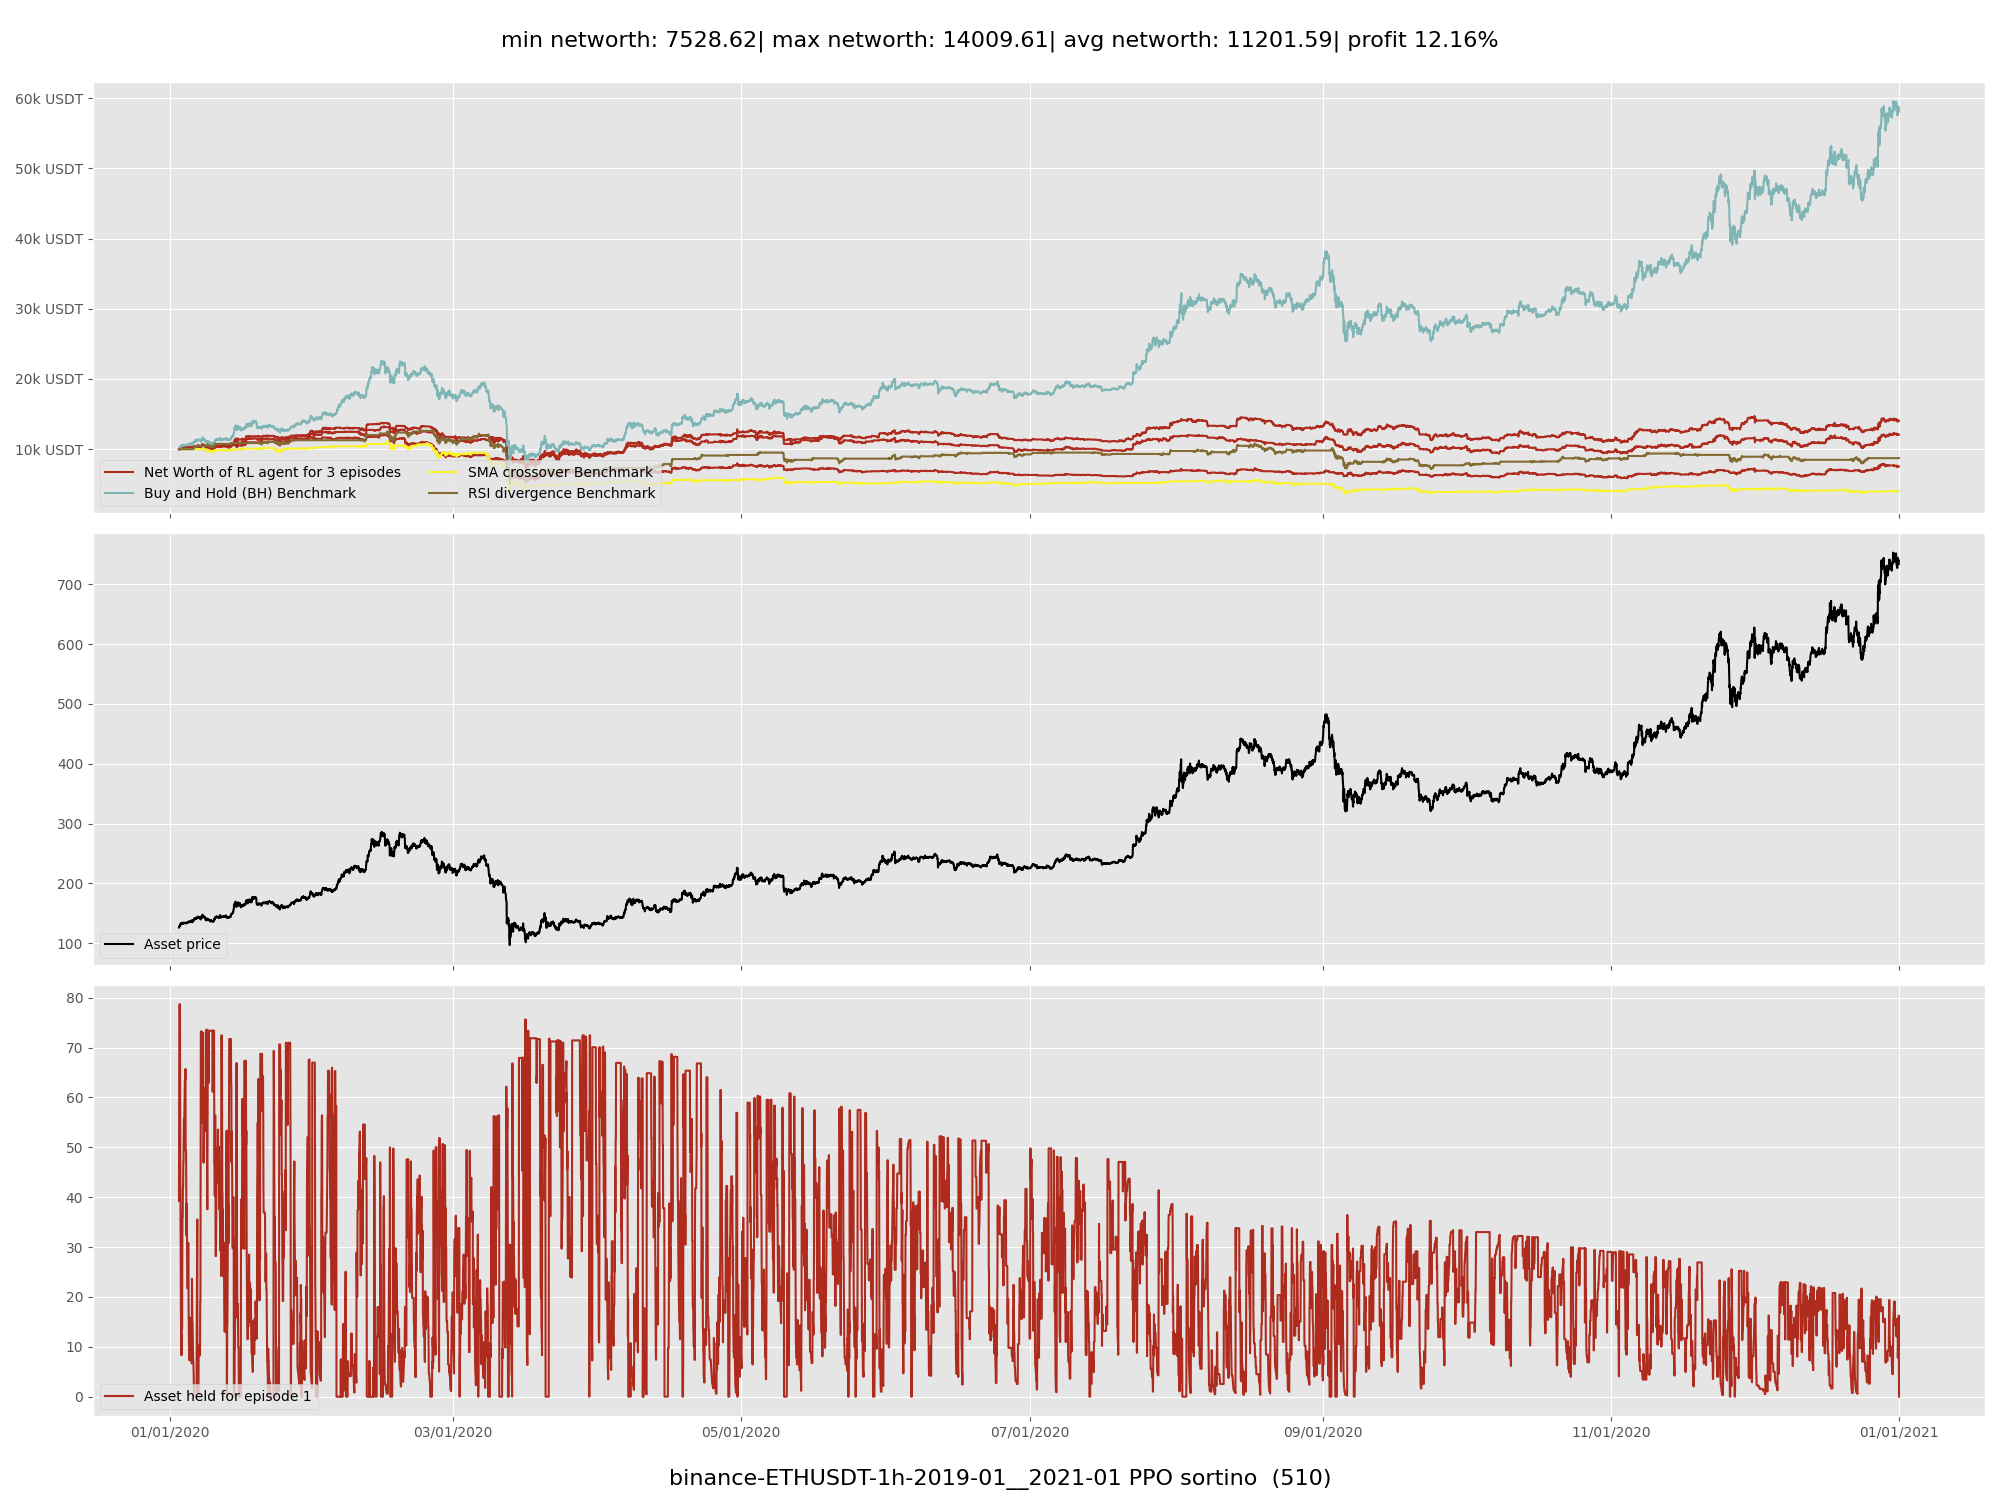 min networth: 7528.62| max networth: 14009.61| avg networth: 11201.59| profit 12.16%
60k USDT
50k USDT
40k USDT
30k USDT
20k USDT
10k USDT
Net Worth of RL agent for 3 episodes
Buy and Hold (BH) Benchmark
SMA crossover Benchmark
RSI divergence Benchmark
700
600
500
400
300
200
100
Asset price
80
70
60
50
40
30
20
10
0
Asset held for episode 1
01/01/2020
03/01/2020
05/01/2020
07/01/2020
09/01/2020
11/01/2020
01/01/2021
binance-ETHUSDT-1h-2019-01__2021-01 PPO sortino (510)